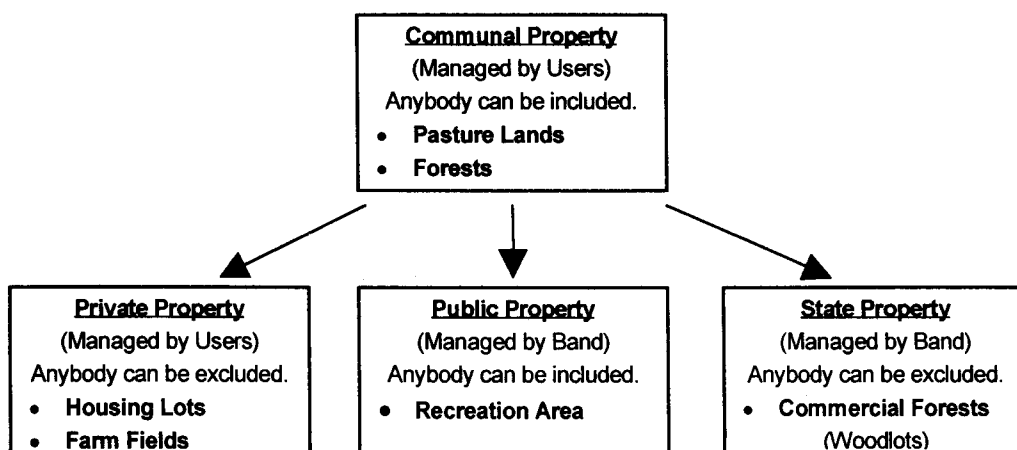 Communal Property
(Managed by Users)
Anybody can be included.
• Pasture Lands
• Forests
Private Property
(Managed by Users)
Anybody can be excluded.
• Housing Lots
• Farm Fields
Public Property
(Managed by Band)
Anybody can be included.
• Recreation Area
State Property
(Managed by Band)
Anybody can be excluded.
• Commercial Forests
(Woodlots)